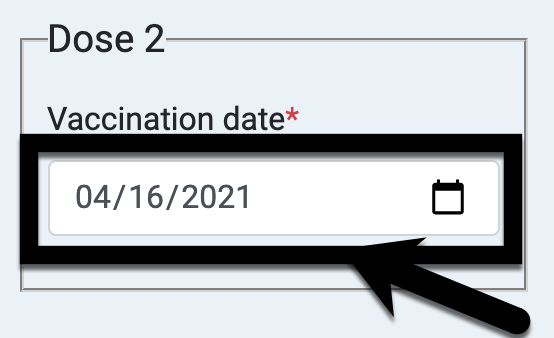 Dose 2
Vaccination date*
04/16/2021